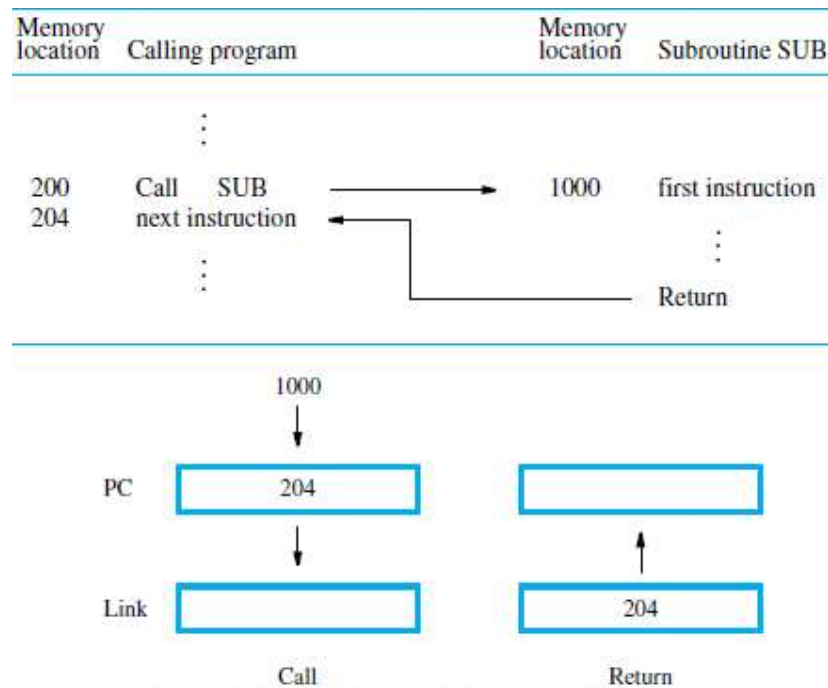 Memory location Calling program Memory location Subroutine SUB
⋮
200 Call SUB 1000 first instruction
204 next instruction
⋮ ⋮
Return
1000
PC 204
Link 204
Call Return